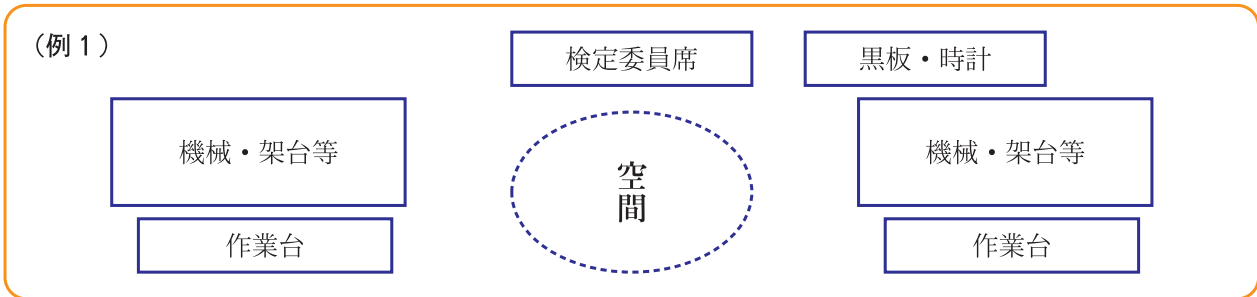 （例１）
検定委員席
黒板・時計
機械・架台等
空間
機械・架台等
作業台
作業台